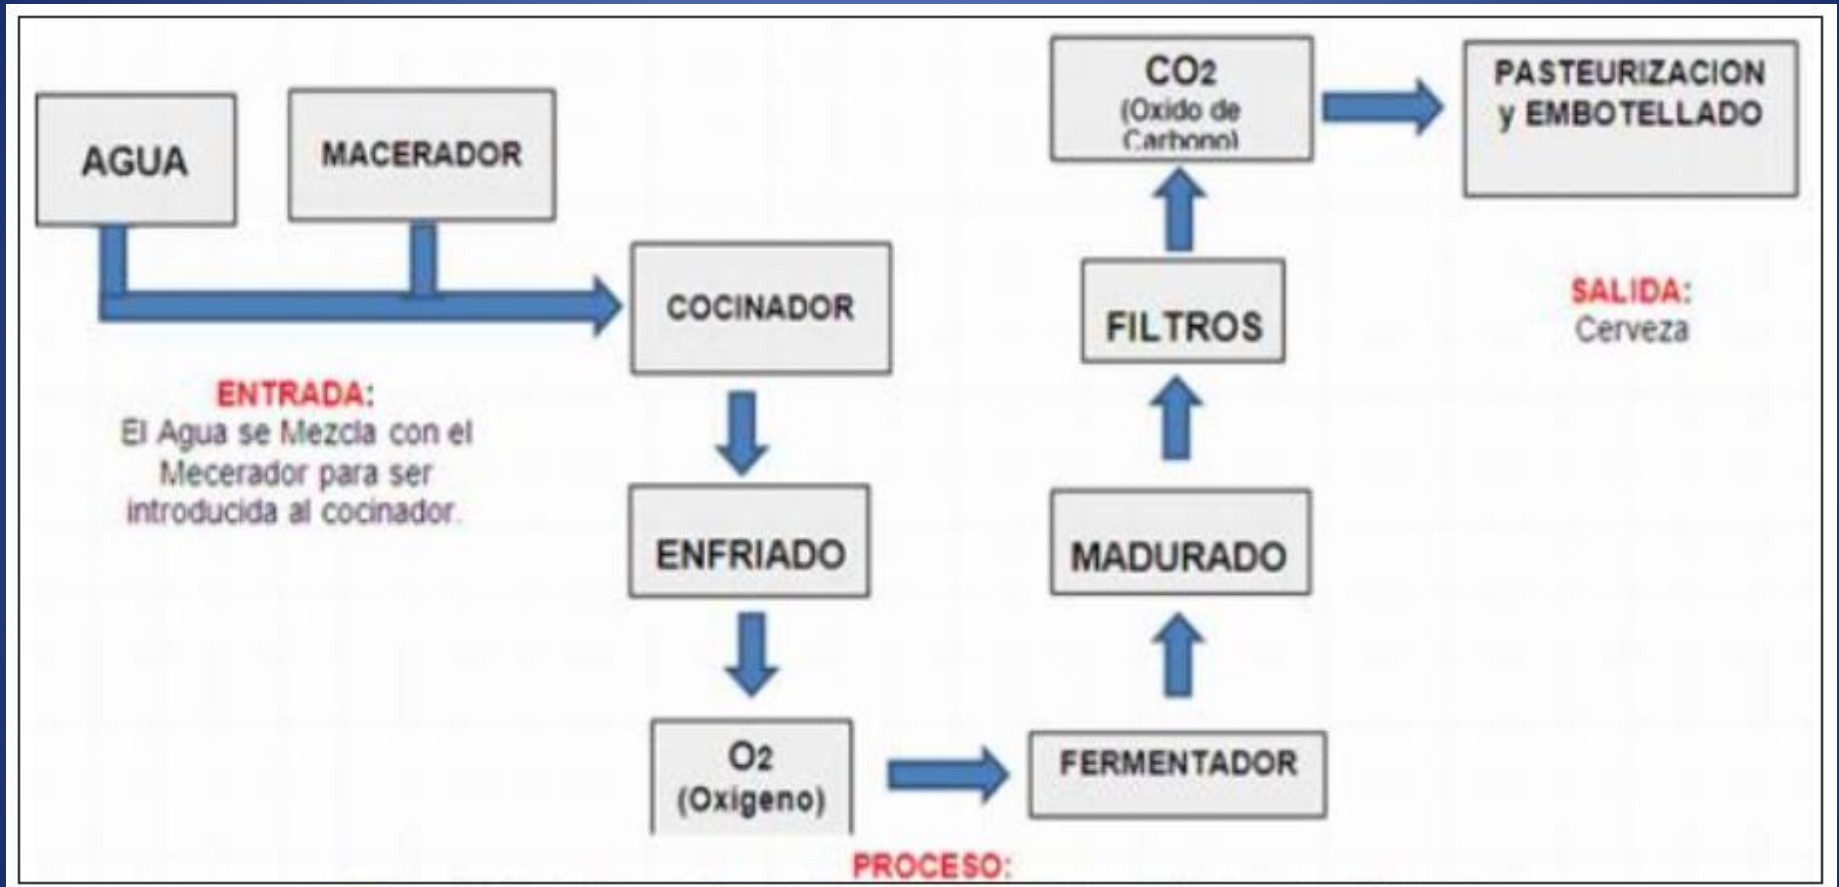 AGUA
MACERADOR
COCINADOR
ENTRADA:
El Agua se Mezcla con el
Mecerador para ser
introducida al cocinador.
ENFRIADO
O2
(Oxigeno)
FERMENTADOR
MADURADO
FILTROS
CO2
(Oxido de
Carbono)
PASTEURIZACION
y EMBOTELLADO
SALIDA:
Cerveza
PROCESO: